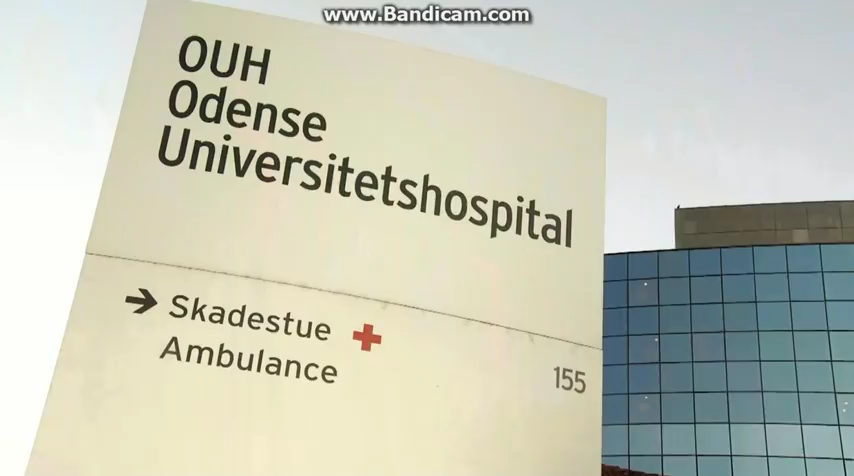 www.Bandicam.com
OUH
Odense
Universitetshospital
→ Skadestue
Ambulance
155